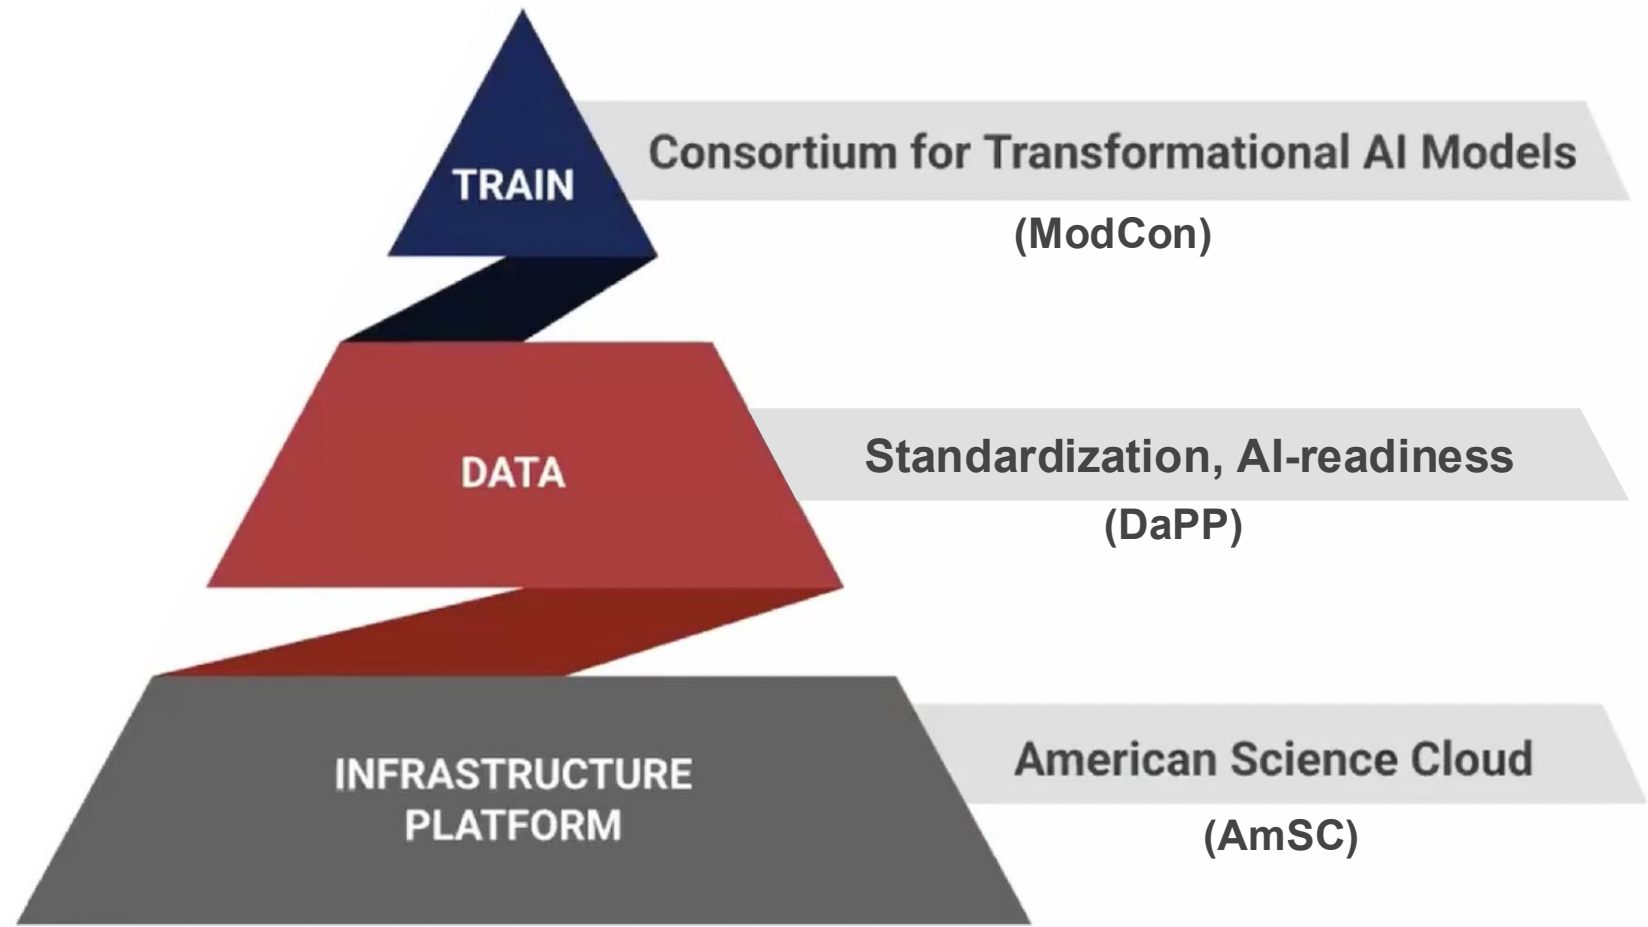 TRAIN
Consortium for Transformational AI Models
(ModCon)
DATA
Standardization, AI-readiness
(DaPP)
INFRASTRUCTURE
PLATFORM
American Science Cloud
(AmSC)